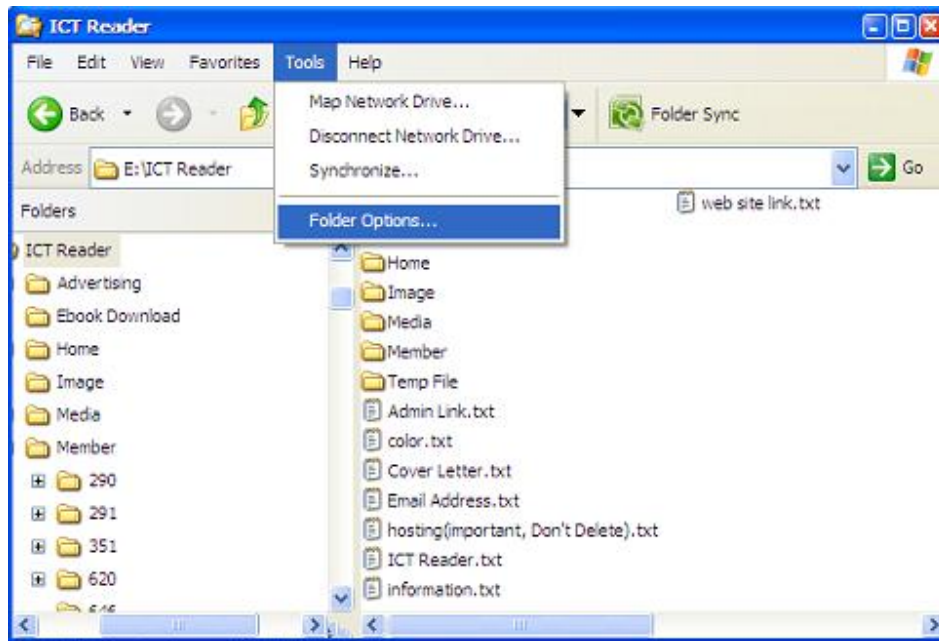 ICT Reader
File Edit View Favorites Tools Help
Back Folder Sync
Map Network Drive...
Disconnect Network Drive...
Synchronize...
Folder Options...
Address E:\ICT Reader Go
Folders
ICT Reader
Advertising
Ebook Download
Home
Image
Media
Member
290
291
351
620
web site link.txt
Home
Image
Media
Member
Temp File
Admin Link.txt
color.txt
Cover Letter.txt
Email Address.txt
hosting(important, Don't Delete).txt
ICT Reader.txt
information.txt